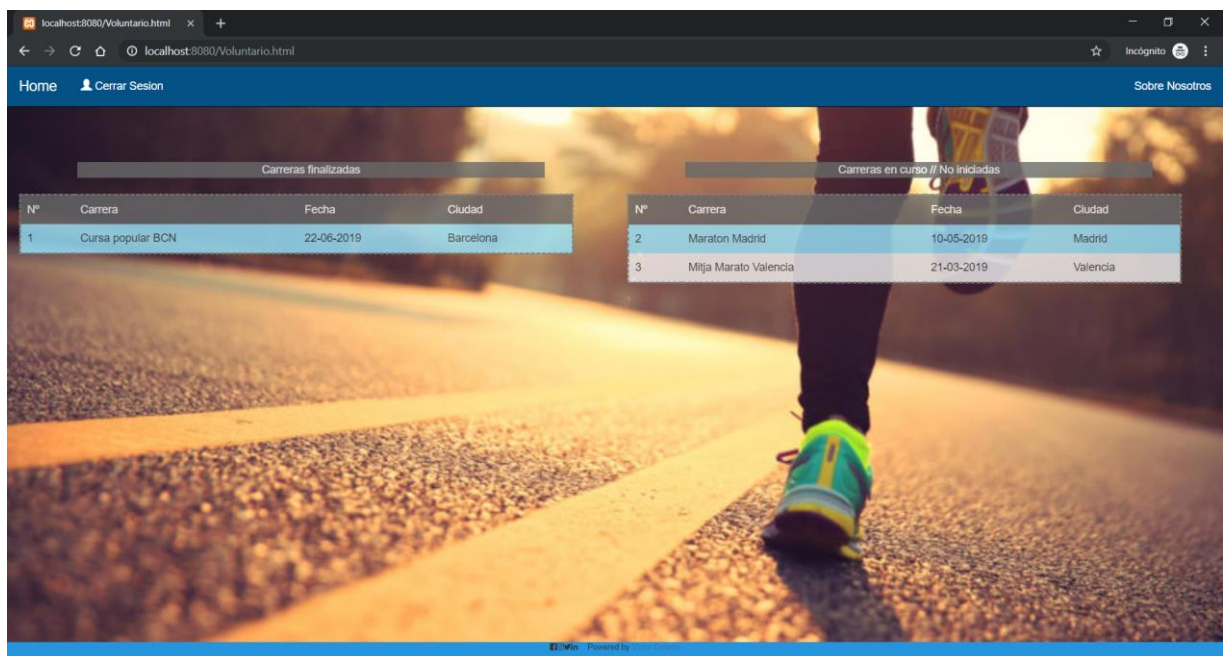 localhost:8080/Voluntario.html
localhost:8080/Voluntario.html
Incógnito
Home Cerrar Sesion Sobre Nosotros
Carreras finalizadas
Nº Carrera Fecha Ciudad
1 Cursa popular BCN 22-06-2019 Barcelona
Carreras en curso // No iniciadas
Nº Carrera Fecha Ciudad
2 Maraton Madrid 10-05-2019 Madrid
3 Mitja Marato Valencia 21-03-2019 Valencia
Powered by